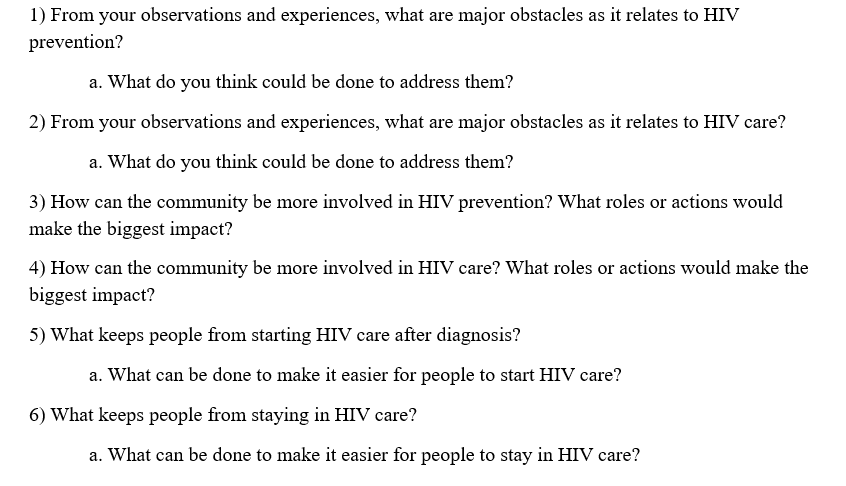 1) From your observations and experiences, what are major obstacles as it relates to HIV
prevention?
a. What do you think could be done to address them?
2) From your observations and experiences, what are major obstacles as it relates to HIV care?
a. What do you think could be done to address them?
3) How can the community be more involved in HIV prevention? What roles or actions would
make the biggest impact?
4) How can the community be more involved in HIV care? What roles or actions would make the
biggest impact?
5) What keeps people from starting HIV care after diagnosis?
a. What can be done to make it easier for people to start HIV care?
6) What keeps people from staying in HIV care?
a. What can be done to make it easier for people to stay in HIV care?